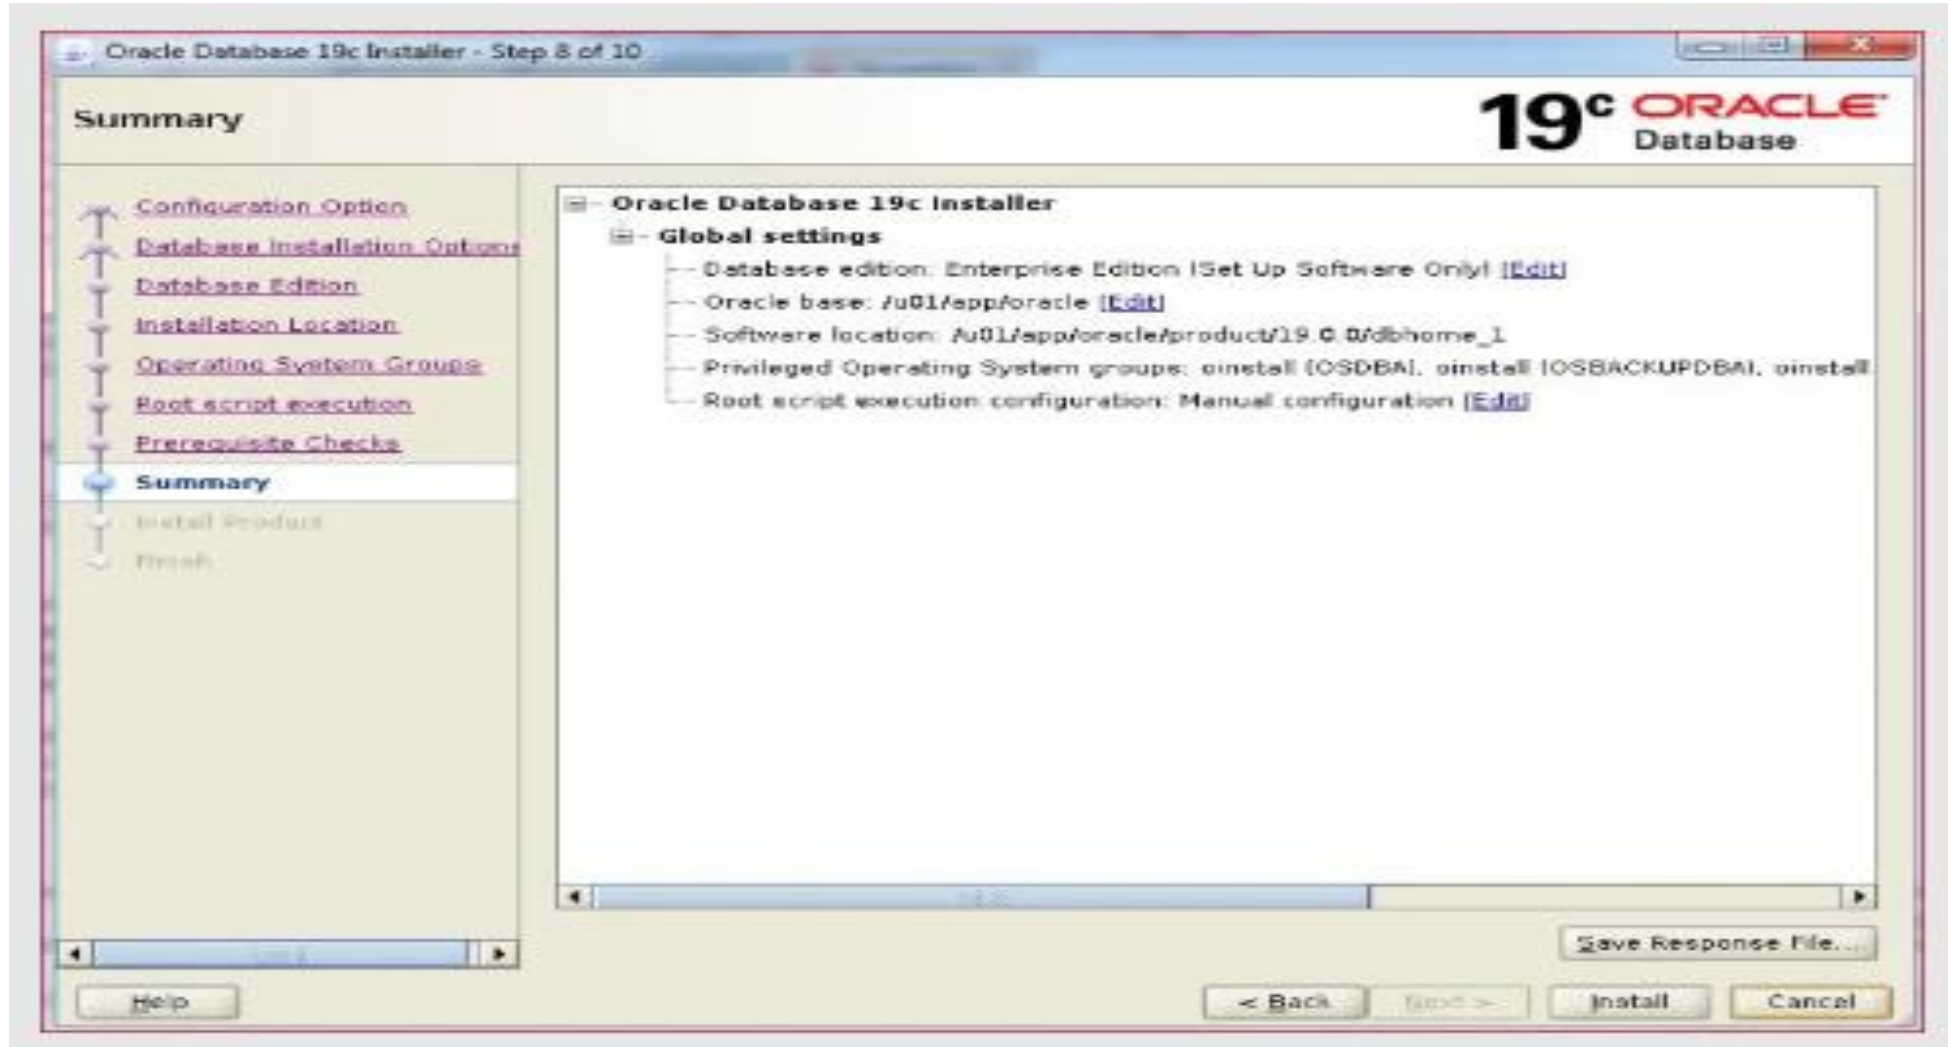 Oracle Database 19c Installer - Step 8 of 10
Summary
19c ORACLE
Database
Configuration Option
Database Installation Options
Database Edition
Installation Location
Operating System Groups
Root script execution
Prerequisite Checks
Summary
Install Product
Finish
Oracle Database 19c Installer
Global settings
Database edition: Enterprise Edition (Set Up Software Only) [Edit]
Oracle base: /u01/app/oracle [Edit]
Software location: /u01/app/oracle/product/19.0.0/dbhome_1
Privileged Operating System groups: oinstall (OSDBA), oinstall (OSBACKUPDBA), oinstall
Root script execution configuration: Manual configuration [Edit]
Save Response File...
Help
< Back
Next >
Install
Cancel